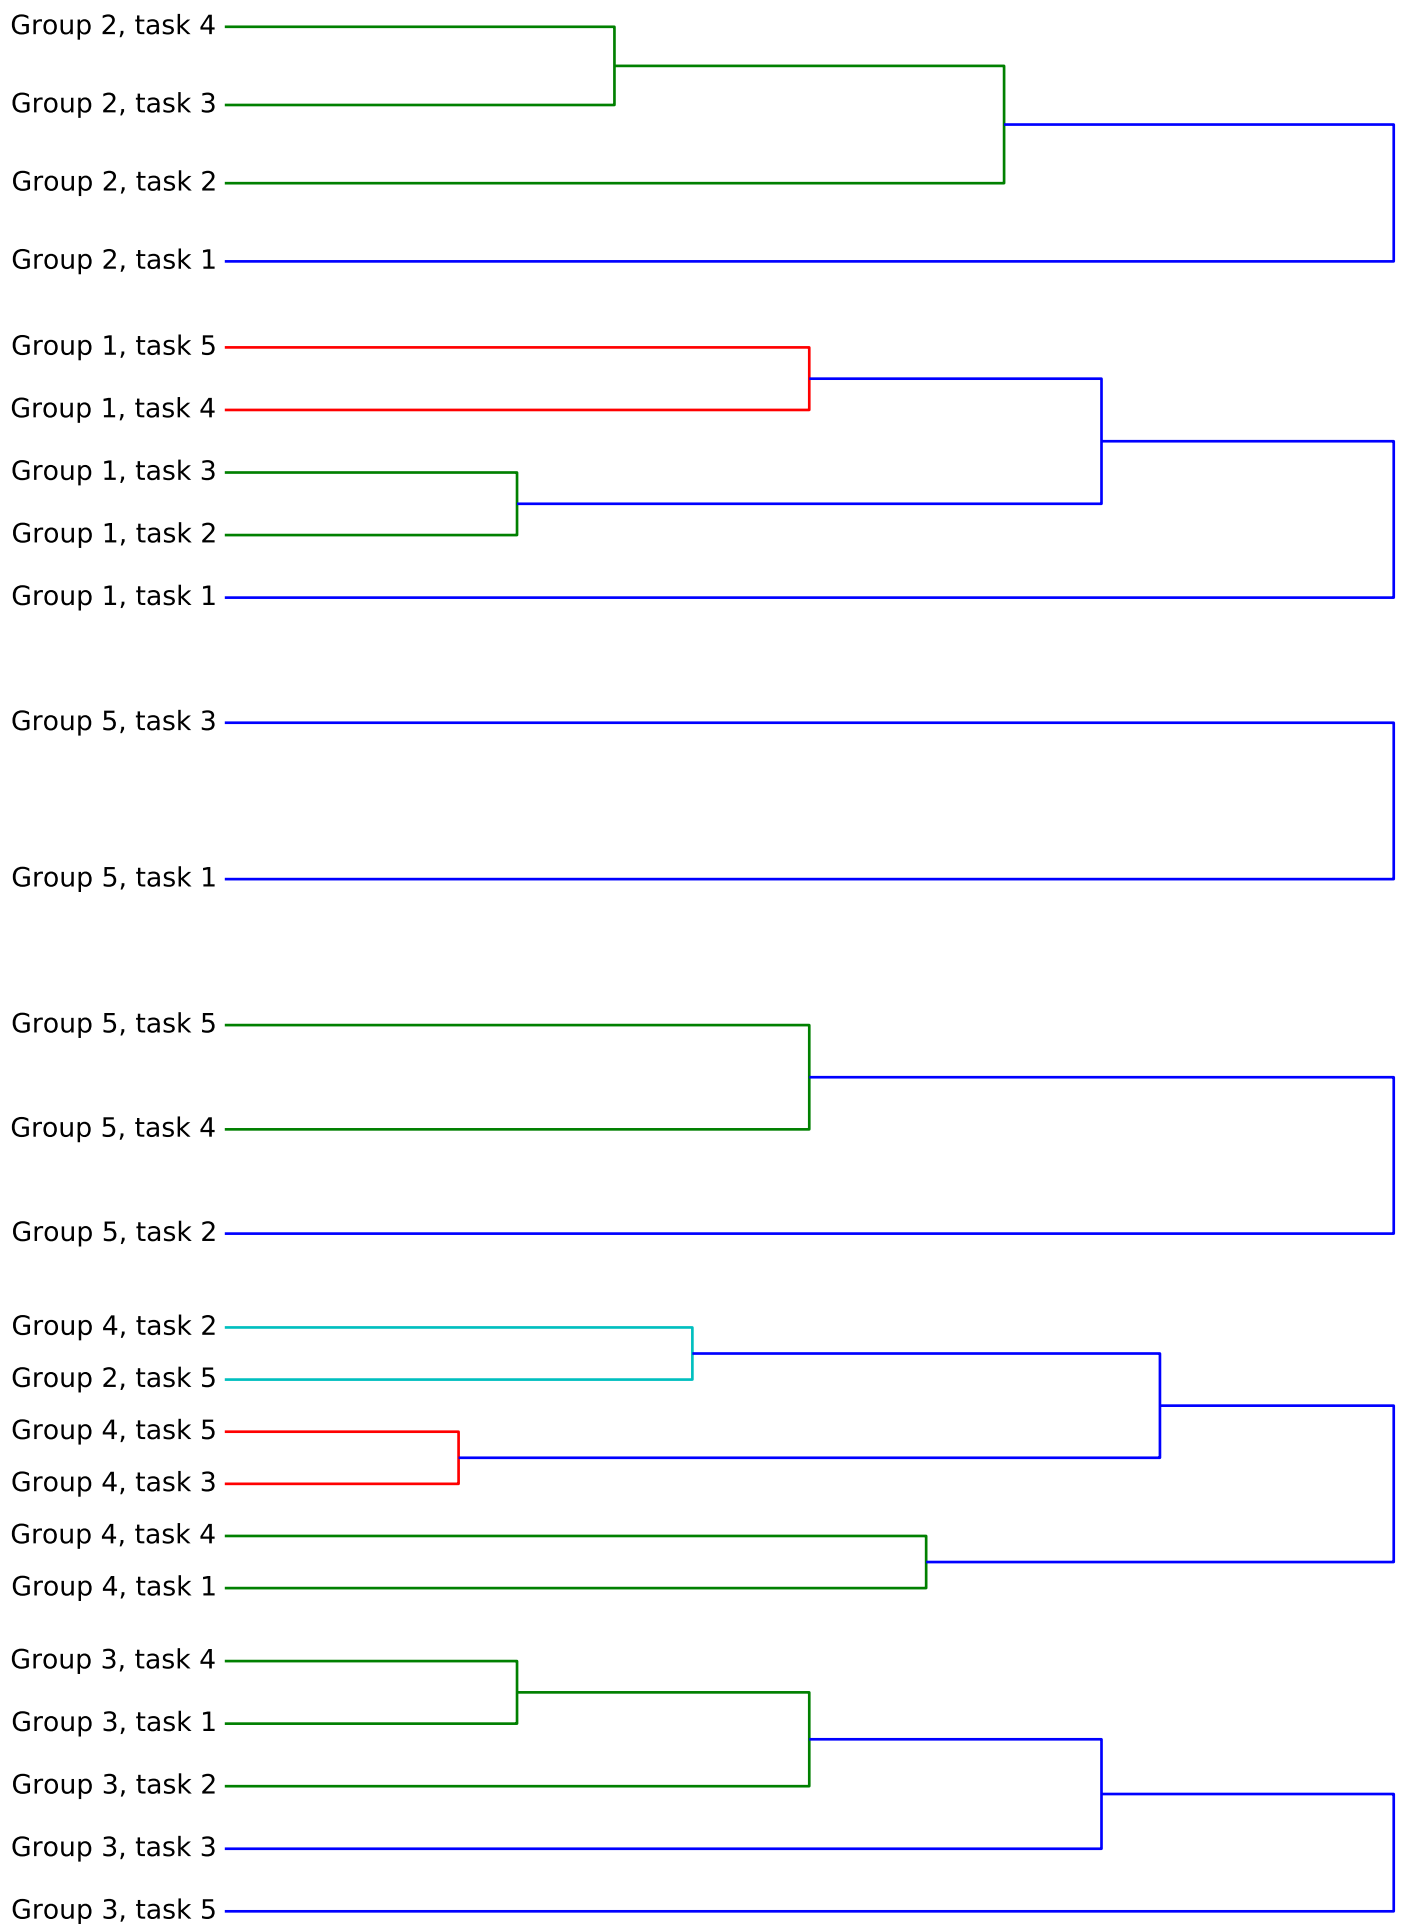 Group 2, task 4
Group 2, task 3
Group 2, task 2
Group 2, task 1
Group 1, task 5
Group 1, task 4
Group 1, task 3
Group 1, task 2
Group 1, task 1
Group 5, task 3
Group 5, task 1
Group 5, task 5
Group 5, task 4
Group 5, task 2
Group 4, task 2
Group 2, task 5
Group 4, task 5
Group 4, task 3
Group 4, task 4
Group 4, task 1
Group 3, task 4
Group 3, task 1
Group 3, task 2
Group 3, task 3
Group 3, task 5